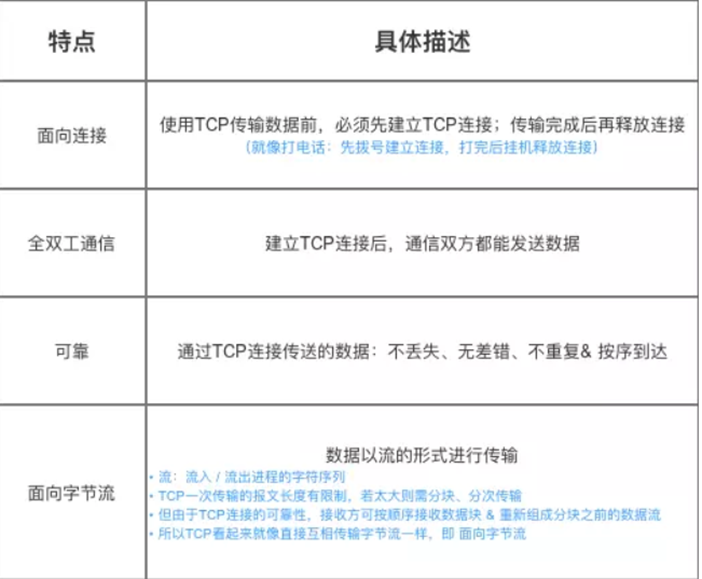 特点
具体描述
面向连接
使用TCP传输数据前，必须先建立TCP连接；传输完成后再释放连接
（就像打电话：先拨号建立连接，打完后挂机释放连接）
全双工通信
建立TCP连接后，通信双方都能发送数据
可靠
通过TCP连接传送的数据：不丢失、无差错、不重复& 按序到达
面向字节流
数据以流的形式进行传输
• 流：流入 / 流出进程的字符序列
• TCP一次传输的报文长度有限制，若太大则需分块、分次传输
• 但由于TCP连接的可靠性，接收方可按顺序接收数据块 & 重新组成分块之前的数据流
• 所以TCP看起来就像直接互相传输字节流一样，即 面向字节流